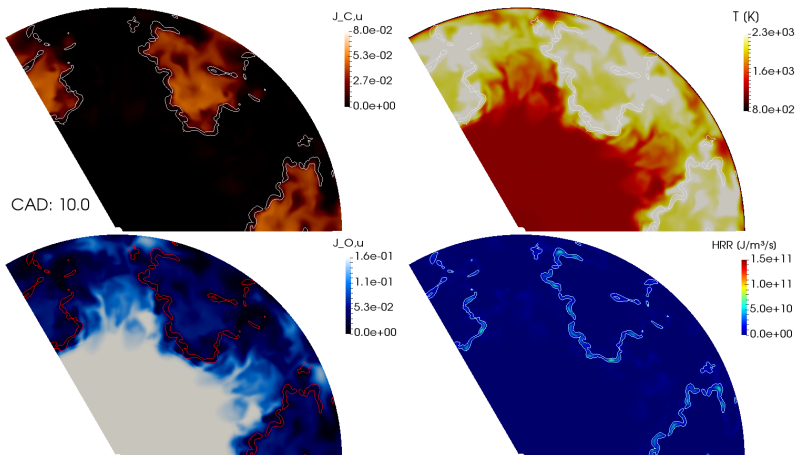 J_C,u
8.0e-02
5.3e-02
2.7e-02
0.0e+00
T (K)
2.3e+03
1.6e+03
8.0e+02
CAD: 10.0
J_O,u
1.6e-01
1.1e-01
5.3e-02
0.0e+00
HRR (J/m³/s)
1.5e+11
1.0e+11
5.0e+10
0.0e+00